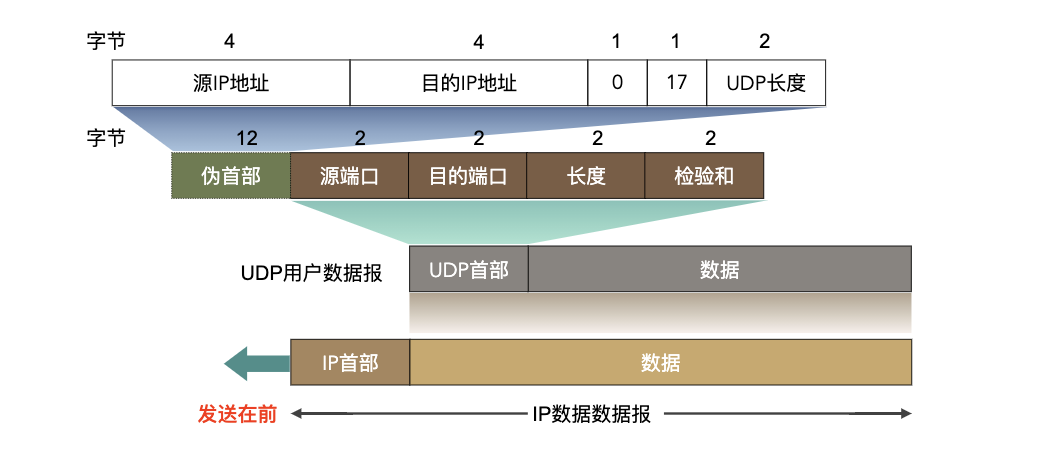 字节 4 4 1 1 2
源IP地址 目的IP地址 0 17 UDP长度
字节 12 2 2 2 2
伪首部 源端口 目的端口 长度 检验和
UDP用户数据报 UDP首部 数据
IP首部 数据
发送在前 IP数据数据报